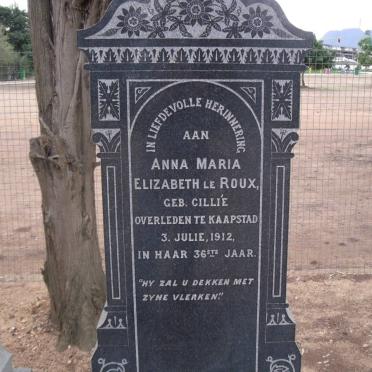 IN LIEFDEVOLLE HERINNERING
AAN
ANNA MARIA
ELIZABETH LE ROUX,
GEB. CILLIÉ
OVERLEDEN TE KAAPSTAD
3. JULIE, 1912,
IN HAAR 36STE JAAR.
"HY ZAL U DEKKEN MET
ZYNE VLERKEN."